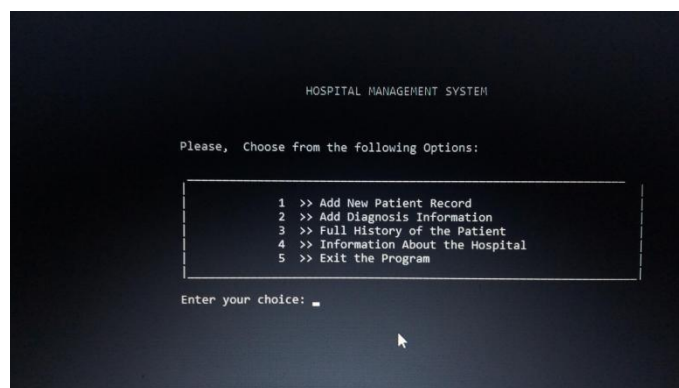 HOSPITAL MANAGEMENT SYSTEM
Please, Choose from the following Options:
1 >> Add New Patient Record
2 >> Add Diagnosis Information
3 >> Full History of the Patient
4 >> Information About the Hospital
5 >> Exit the Program
Enter your choice: